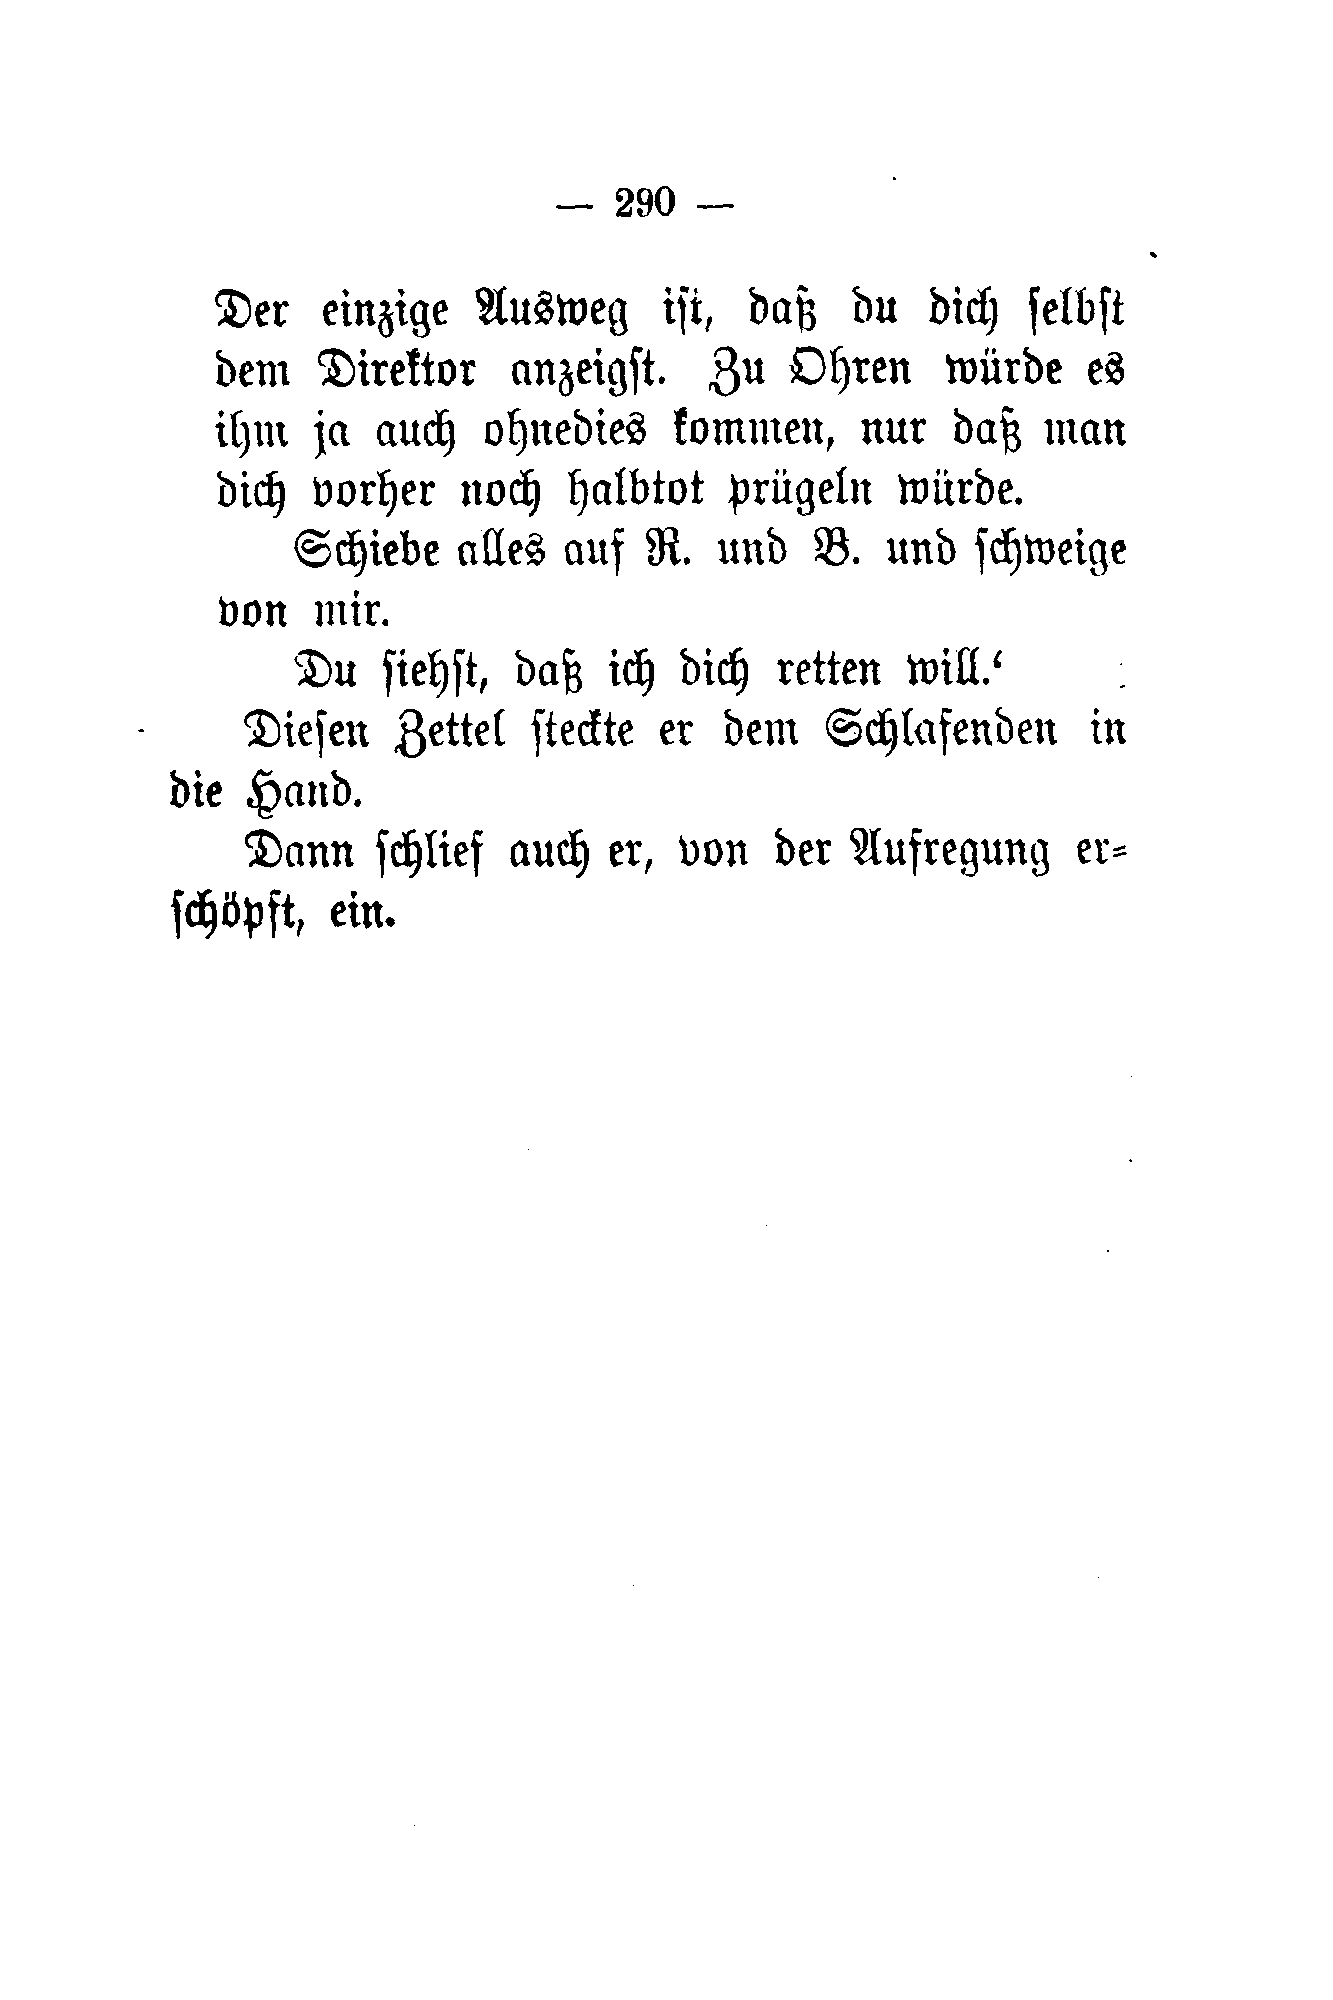 — 290 —
Der einzige Ausweg ist, daß du dich selbst
dem Direktor anzeigst. Zu Ohren würde es
ihm ja auch ohnedies kommen, nur daß man
dich vorher noch halbtot prügeln würde.
Schiebe alles auf R. und B. und schweige
von mir.
Du siehst, daß ich dich retten will.‘
Diesen Zettel steckte er dem Schlafenden in
die Hand.
Dann schlief auch er, von der Aufregung er-
schöpft, ein.